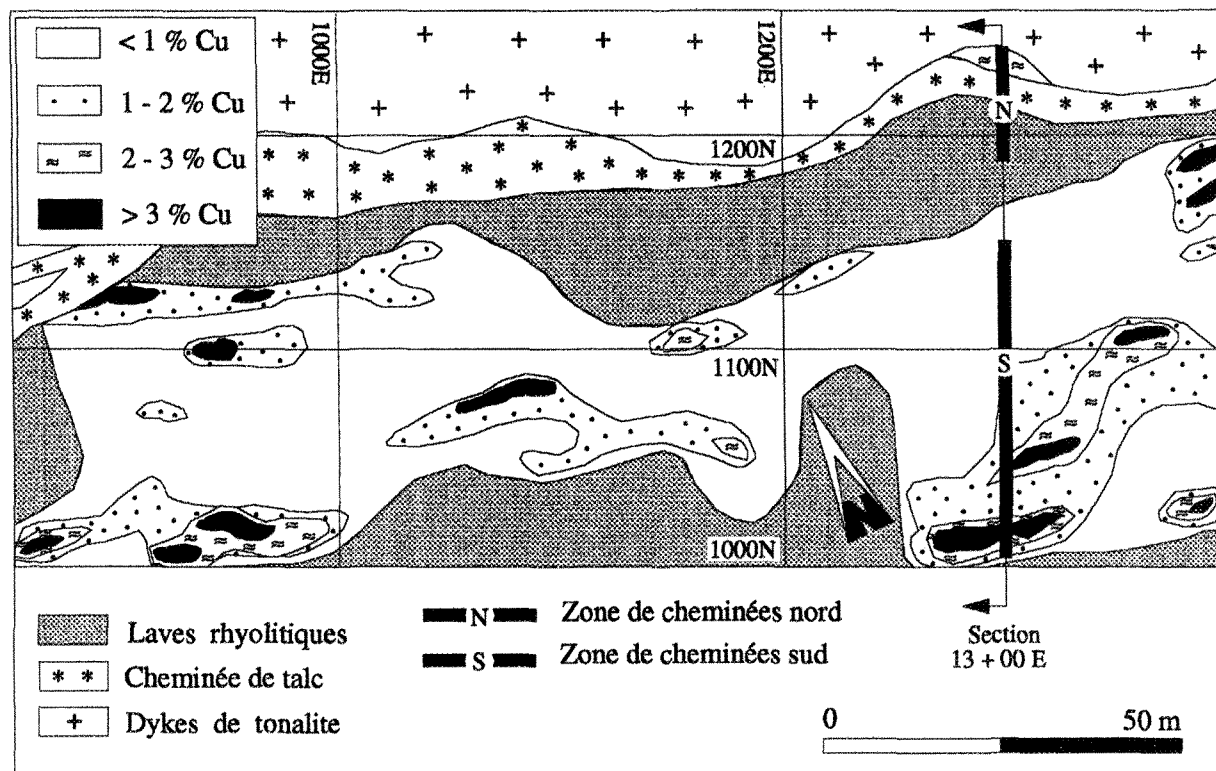 < 1 % Cu
1 - 2 % Cu
2 - 3 % Cu
> 3 % Cu
1000E
1200E
N
1200N
1100N
S
N
1000N
Laves rhyolitiques
Cheminée de talc
Dykes de tonalite
N Zone de cheminées nord
S Zone de cheminées sud
Section
13 + 00 E
0 50 m